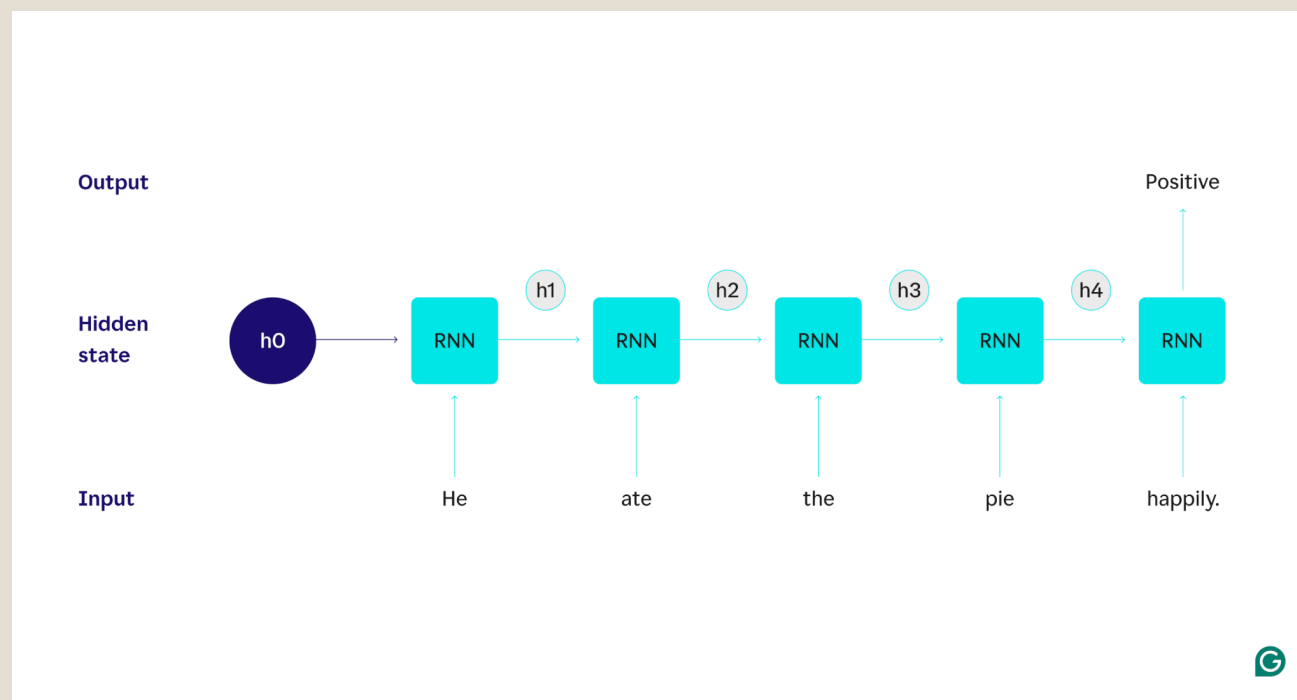 Output
Positive
h1
h2
h3
h4
Hidden
state
h0
RNN
RNN
RNN
RNN
RNN
Input
He
ate
the
pie
happily.